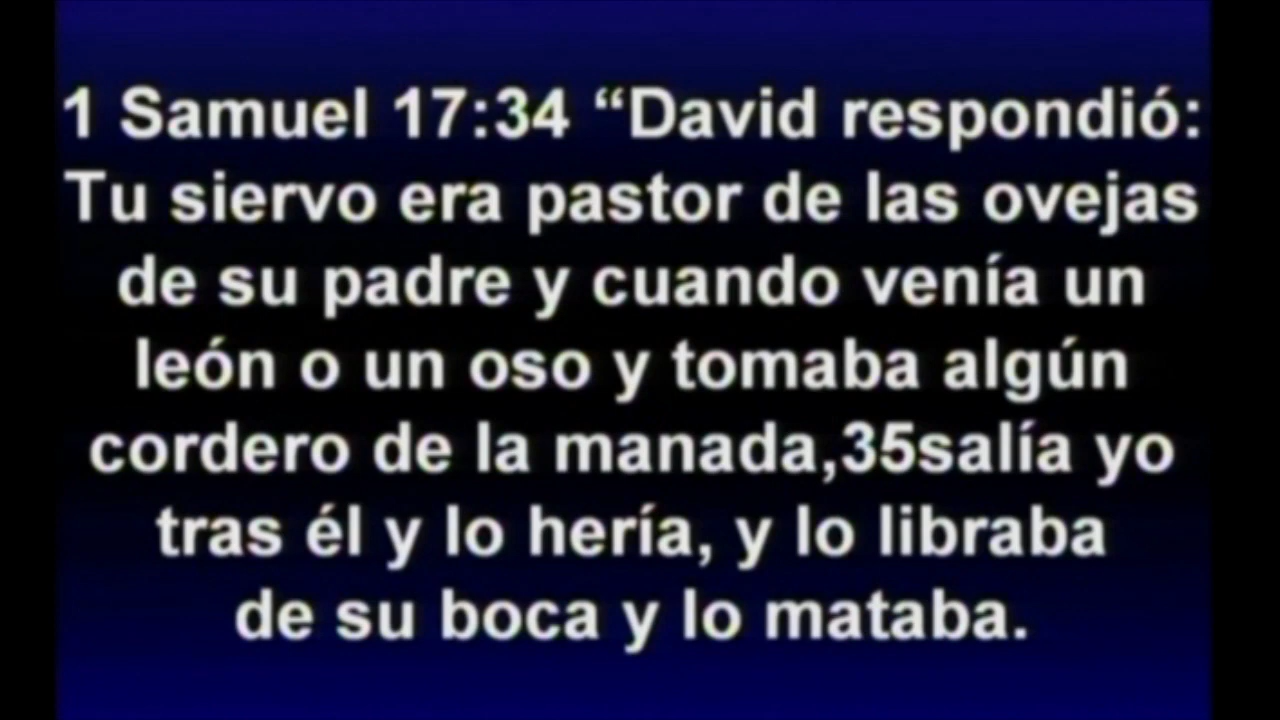 1 Samuel 17:34 “David respondió:
Tu siervo era pastor de las ovejas
de su padre y cuando venía un
león o un oso y tomaba algún
cordero de la manada,35salía yo
tras él y lo hería, y lo libraba
de su boca y lo mataba.